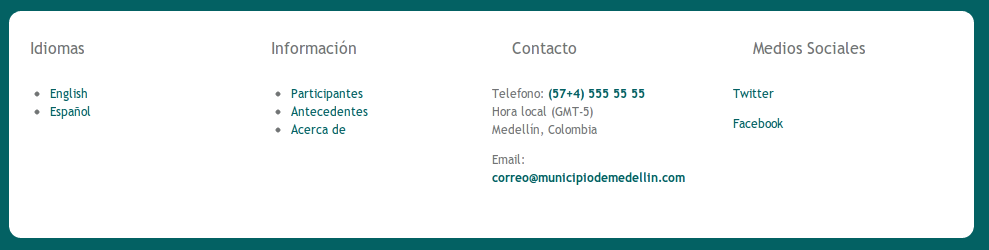 Idiomas
English
Español
Información
Participantes
Antecedentes
Acerca de
Contacto
Telefono: (57+4) 555 55 55
Hora local (GMT-5)
Medellín, Colombia
Email:
correo@municipiodemedellin.com
Medios Sociales
Twitter
Facebook